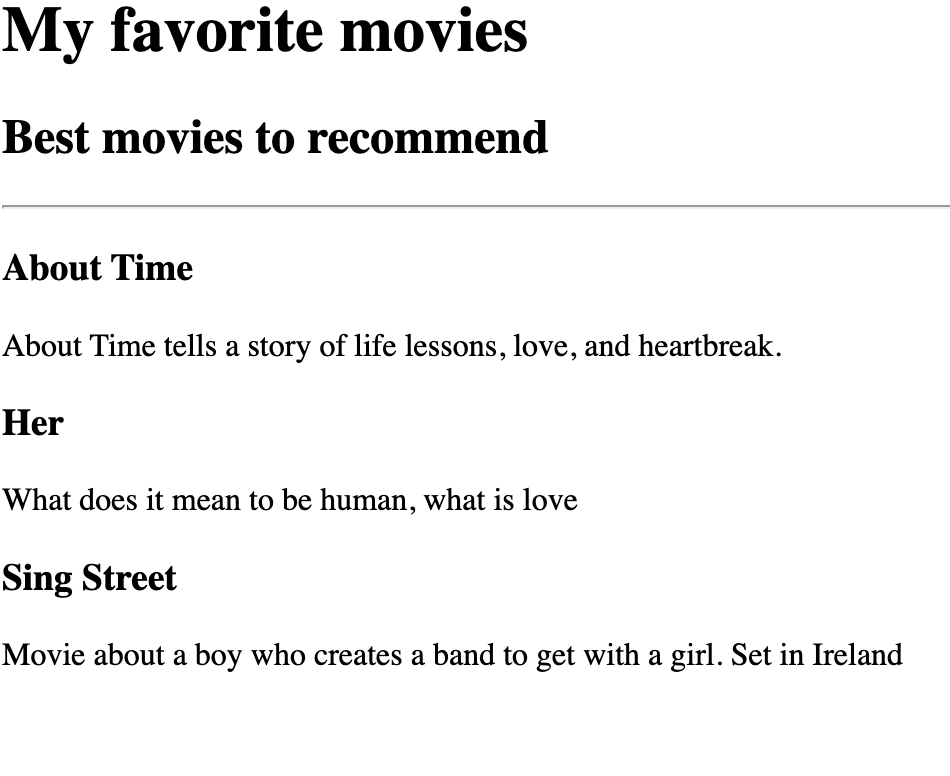 My favorite movies
Best movies to recommend
About Time
About Time tells a story of life lessons, love, and heartbreak.
Her
What does it mean to be human, what is love
Sing Street
Movie about a boy who creates a band to get with a girl. Set in Ireland